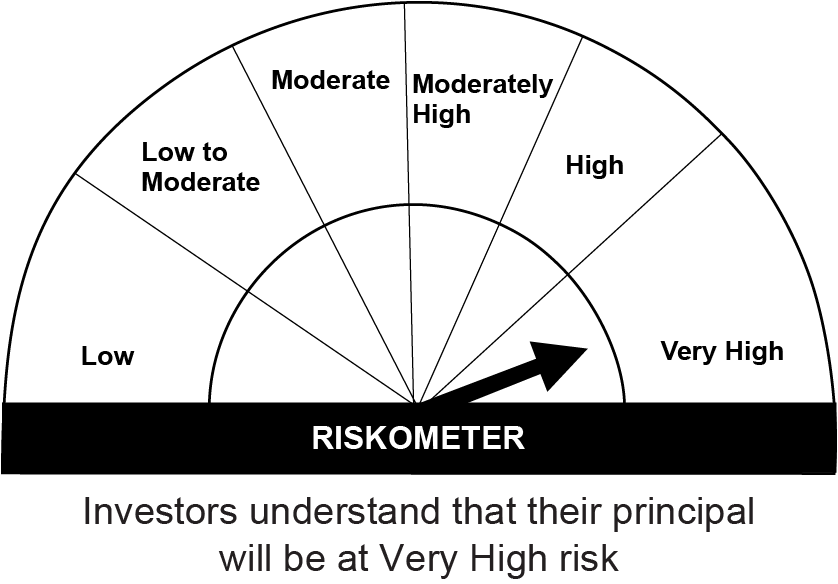 Moderate
Moderately
High
Low to
Moderate
High
Low
Very High
RISKOMETER
Investors understand that their principal
will be at Very High risk